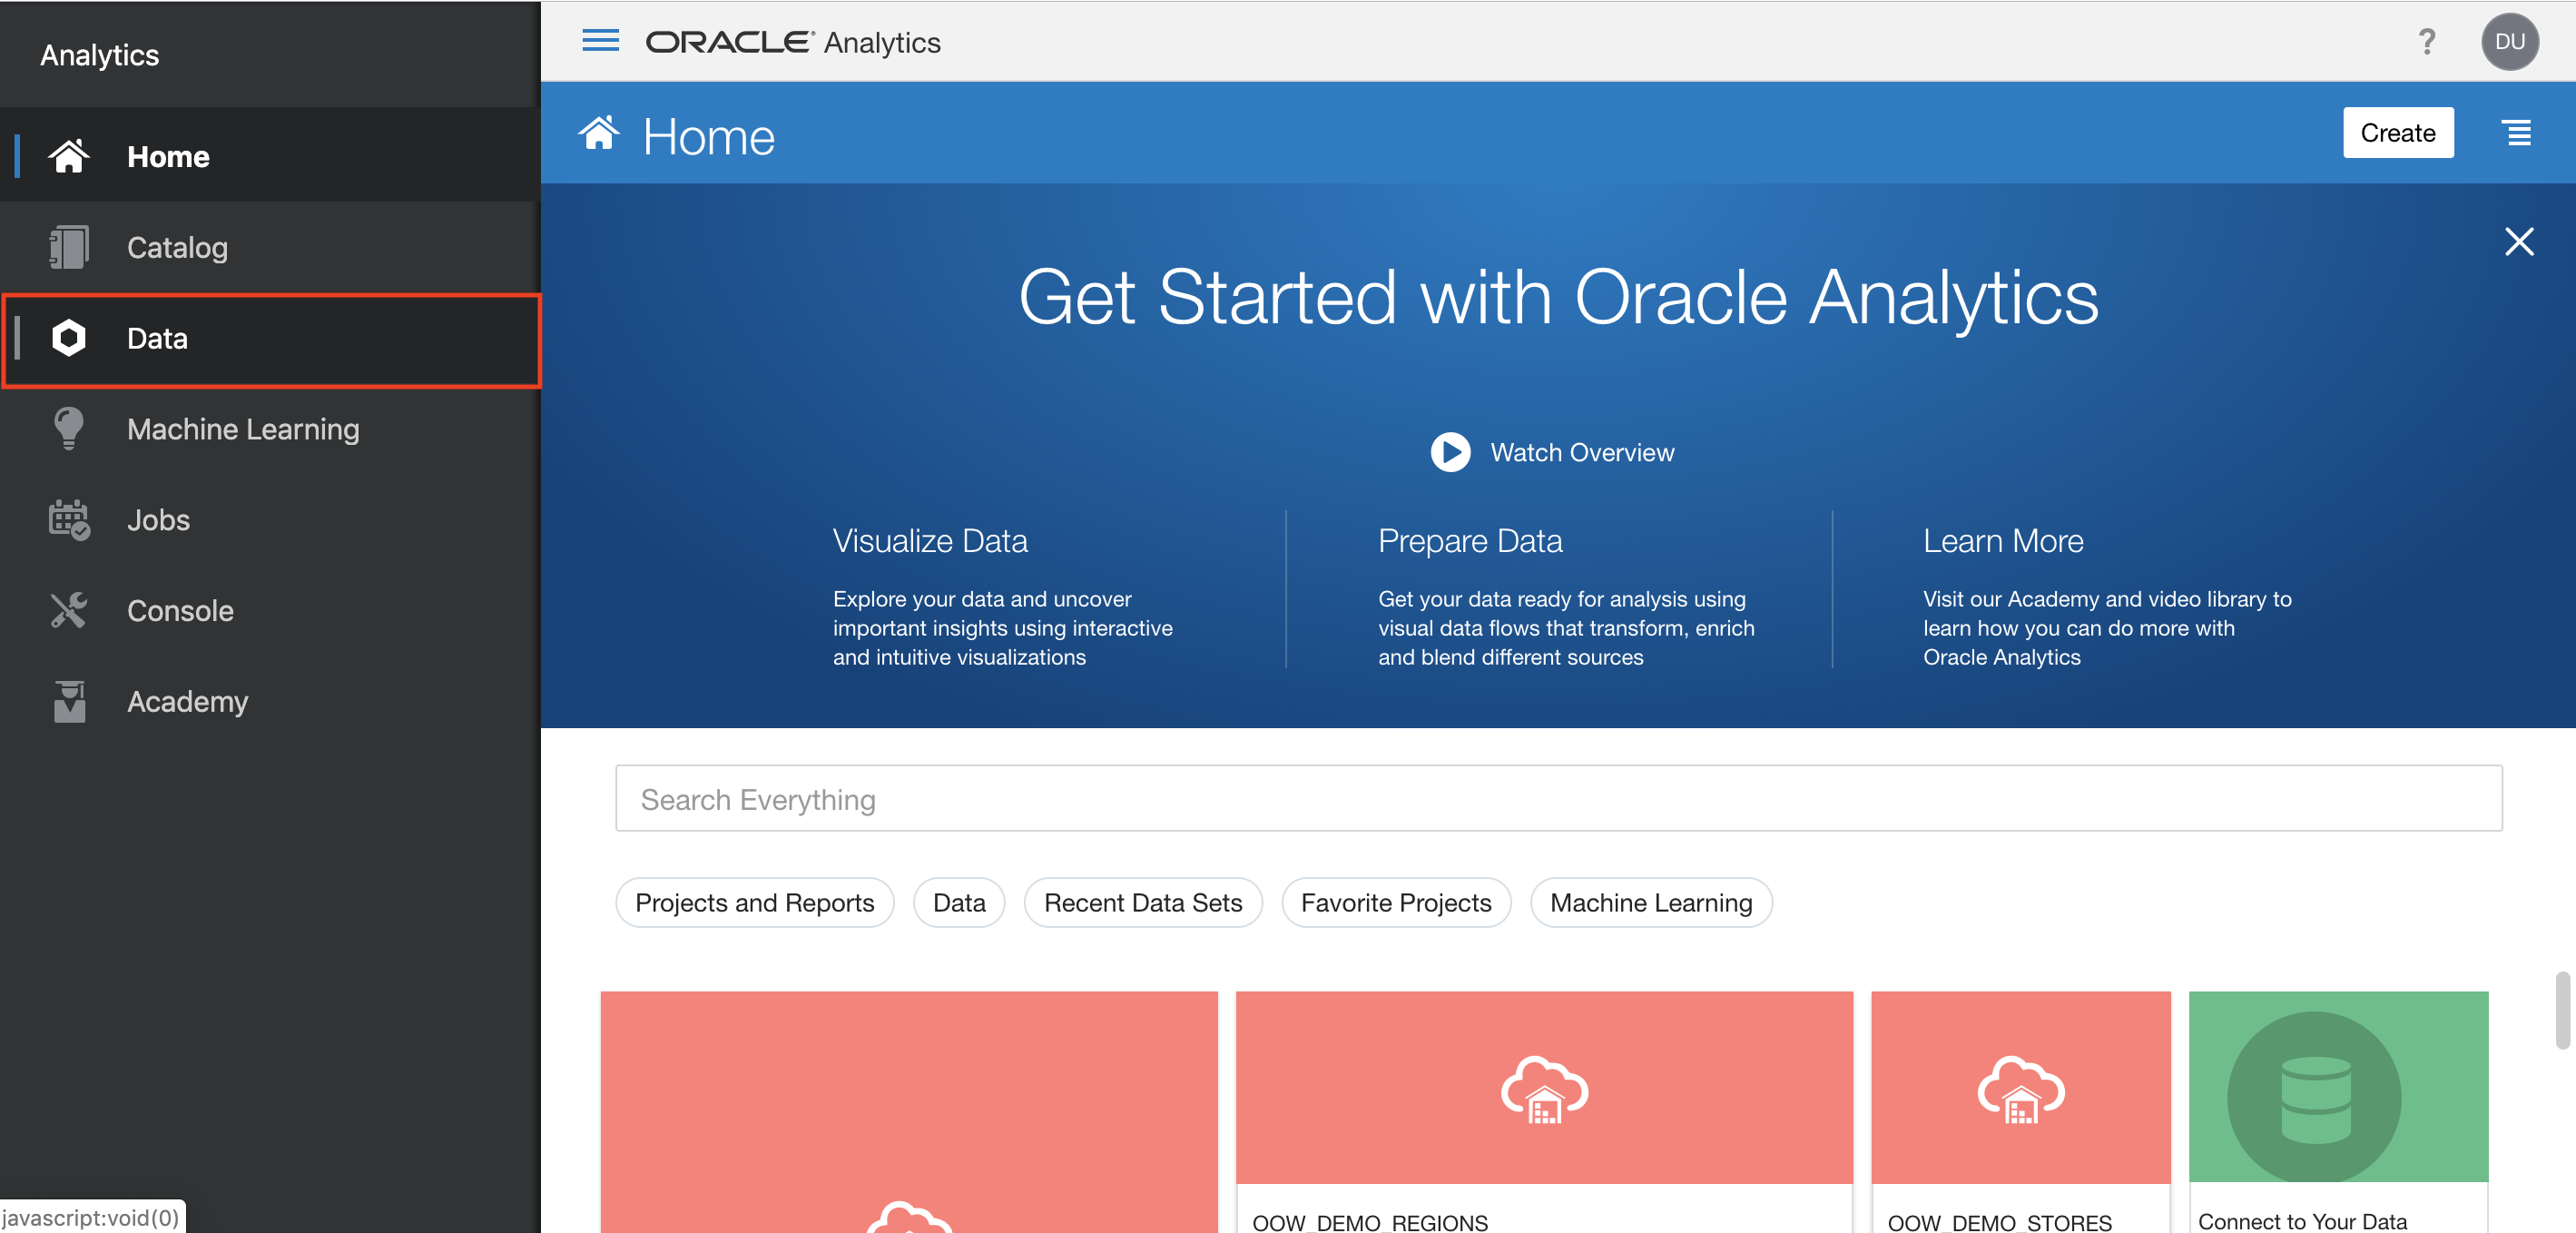 Analytics
Home
Catalog
Data
Machine Learning
Jobs
Console
Academy
javascript:void(0)
ORACLE® Analytics
?
DU
Home
Create
Get Started with Oracle Analytics
Watch Overview
Visualize Data
Explore your data and uncover
important insights using interactive
and intuitive visualizations
Prepare Data
Get your data ready for analysis using
visual data flows that transform, enrich
and blend different sources
Learn More
Visit our Academy and video library to
learn how you can do more with
Oracle Analytics
Search Everything
Projects and Reports
Data
Recent Data Sets
Favorite Projects
Machine Learning
OOW_DEMO_REGIONS
OOW_DEMO_STORES
Connect to Your Data